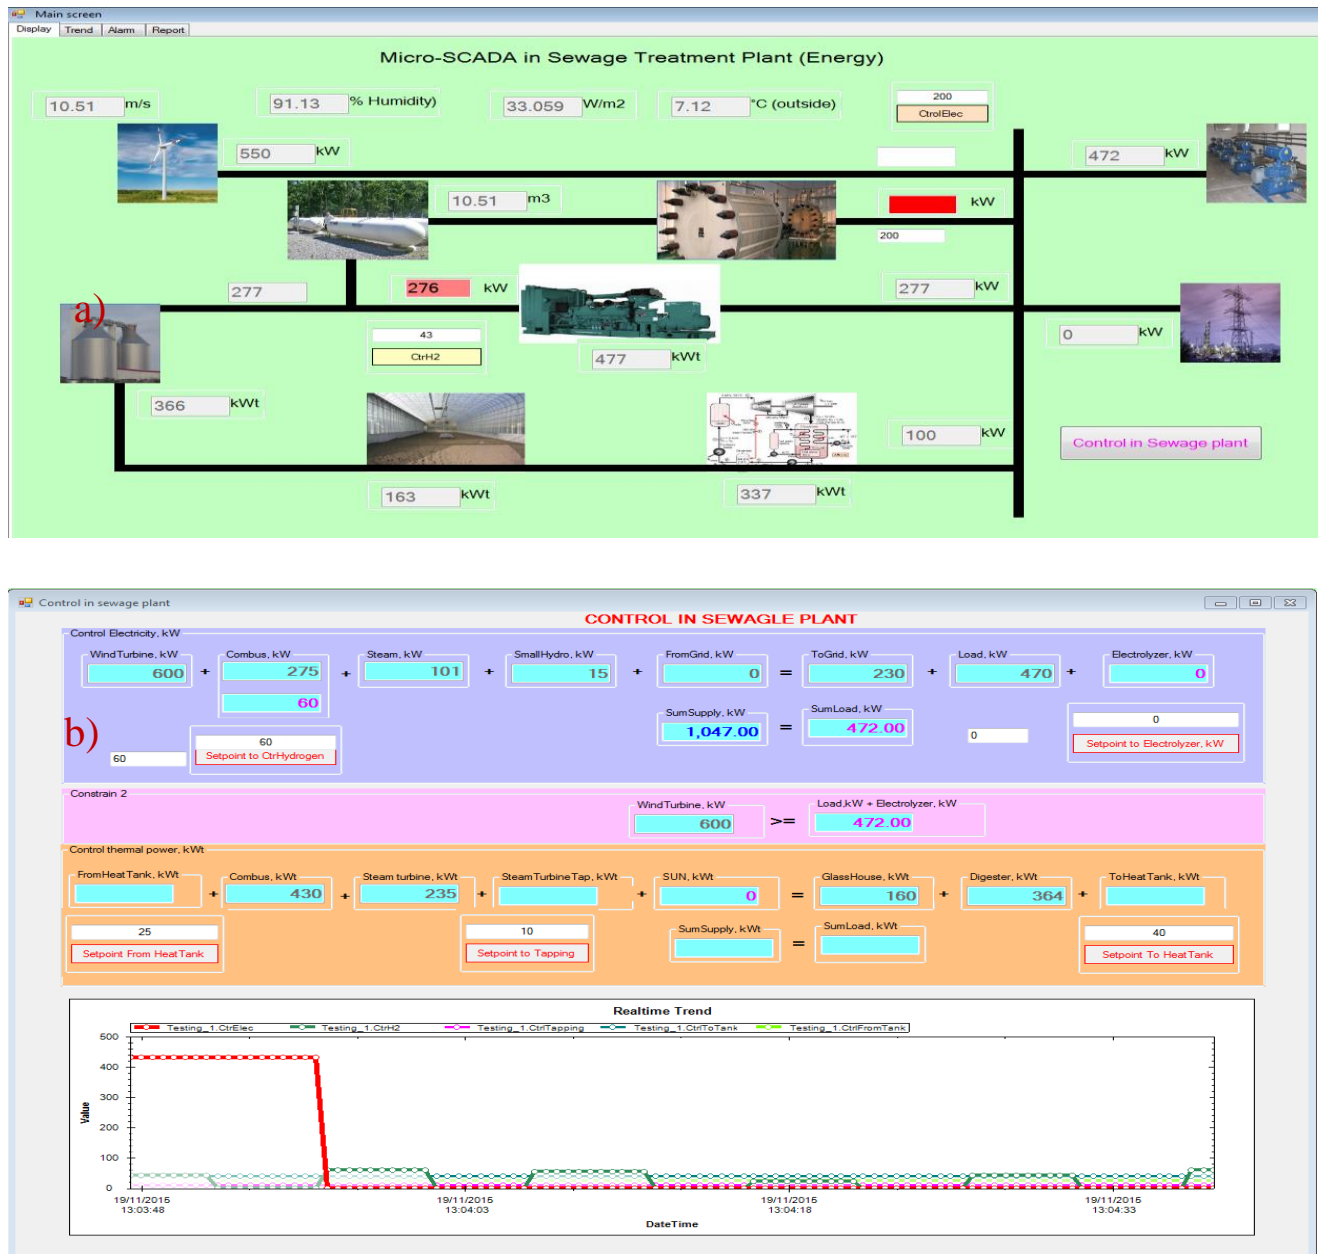 Main screen
Display Trend Alarm Report
Micro-SCADA in Sewage Treatment Plant (Energy)
10.51 m/s 91.13 % Humidity) 33.059 W/m2 7.12 °C (outside) 200
CtrolElec
550 kW 472 kW
10.51 m3 kW
200
277 276 kW 277 kW
a)
43 0 kW
CtrH2 477 kWt
366 kWt
100 kW Control in Sewage plant
163 kWt 337 kWt
Control in sewage plant
CONTROL IN SEWAGLE PLANT
Control Electricity, kW
WindTurbine, kW Combus, kW Steam, kW SmallHydro, kW FromGrid, kW ToGrid, kW Load, kW Electrolyzer, kW
600 + 275 + 101 + 15 + 0 = 230 + 470 + 0
60
SumSupply, kW SumLoad, kW
1,047.00 = 472.00
b)
60 0 0
60 Setpoint to CtrHydrogen Setpoint to Electrolyzer, kW
Constrain 2
WindTurbine, kW Load,kW + Electrolyzer, kW
600 >= 472.00
Control thermal power, kWt
FromHeatTank, kWt Combus, kWt Steam turbine, kWt SteamTurbineTap, kWt SUN, kWt GlassHouse, kWt Digester, kWt ToHeatTank, kWt
+ 430 + 235 + + 0 = 160 + 364 +
25 10 SumSupply, kWt = SumLoad, kWt 40
Setpoint From HeatTank Setpoint to Tapping Setpoint To HeatTank
Realtime Trend
Testing_1.CtrElec Testing_1.CtrH2 Testing_1.CtrlTapping Testing_1.CtrlToTank Testing_1.CtrlFromTank
500
400
300
200
100
0
Value
19/11/2015 19/11/2015 19/11/2015 19/11/2015
13:03:48 13:04:03 13:04:18 13:04:33
DateTime